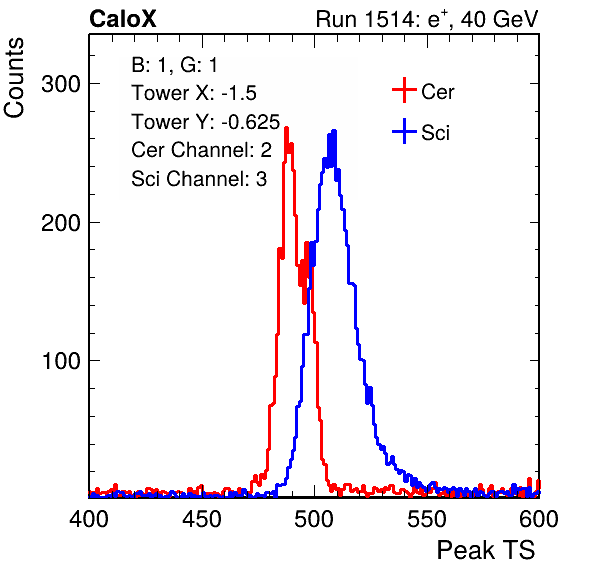 CaloX Run 1514: e⁺, 40 GeV
Counts
B: 1, G: 1
Tower X: -1.5
Tower Y: -0.625
Cer Channel: 2
Sci Channel: 3
Cer
Sci
300
200
100
400 450 500 550 600
Peak TS